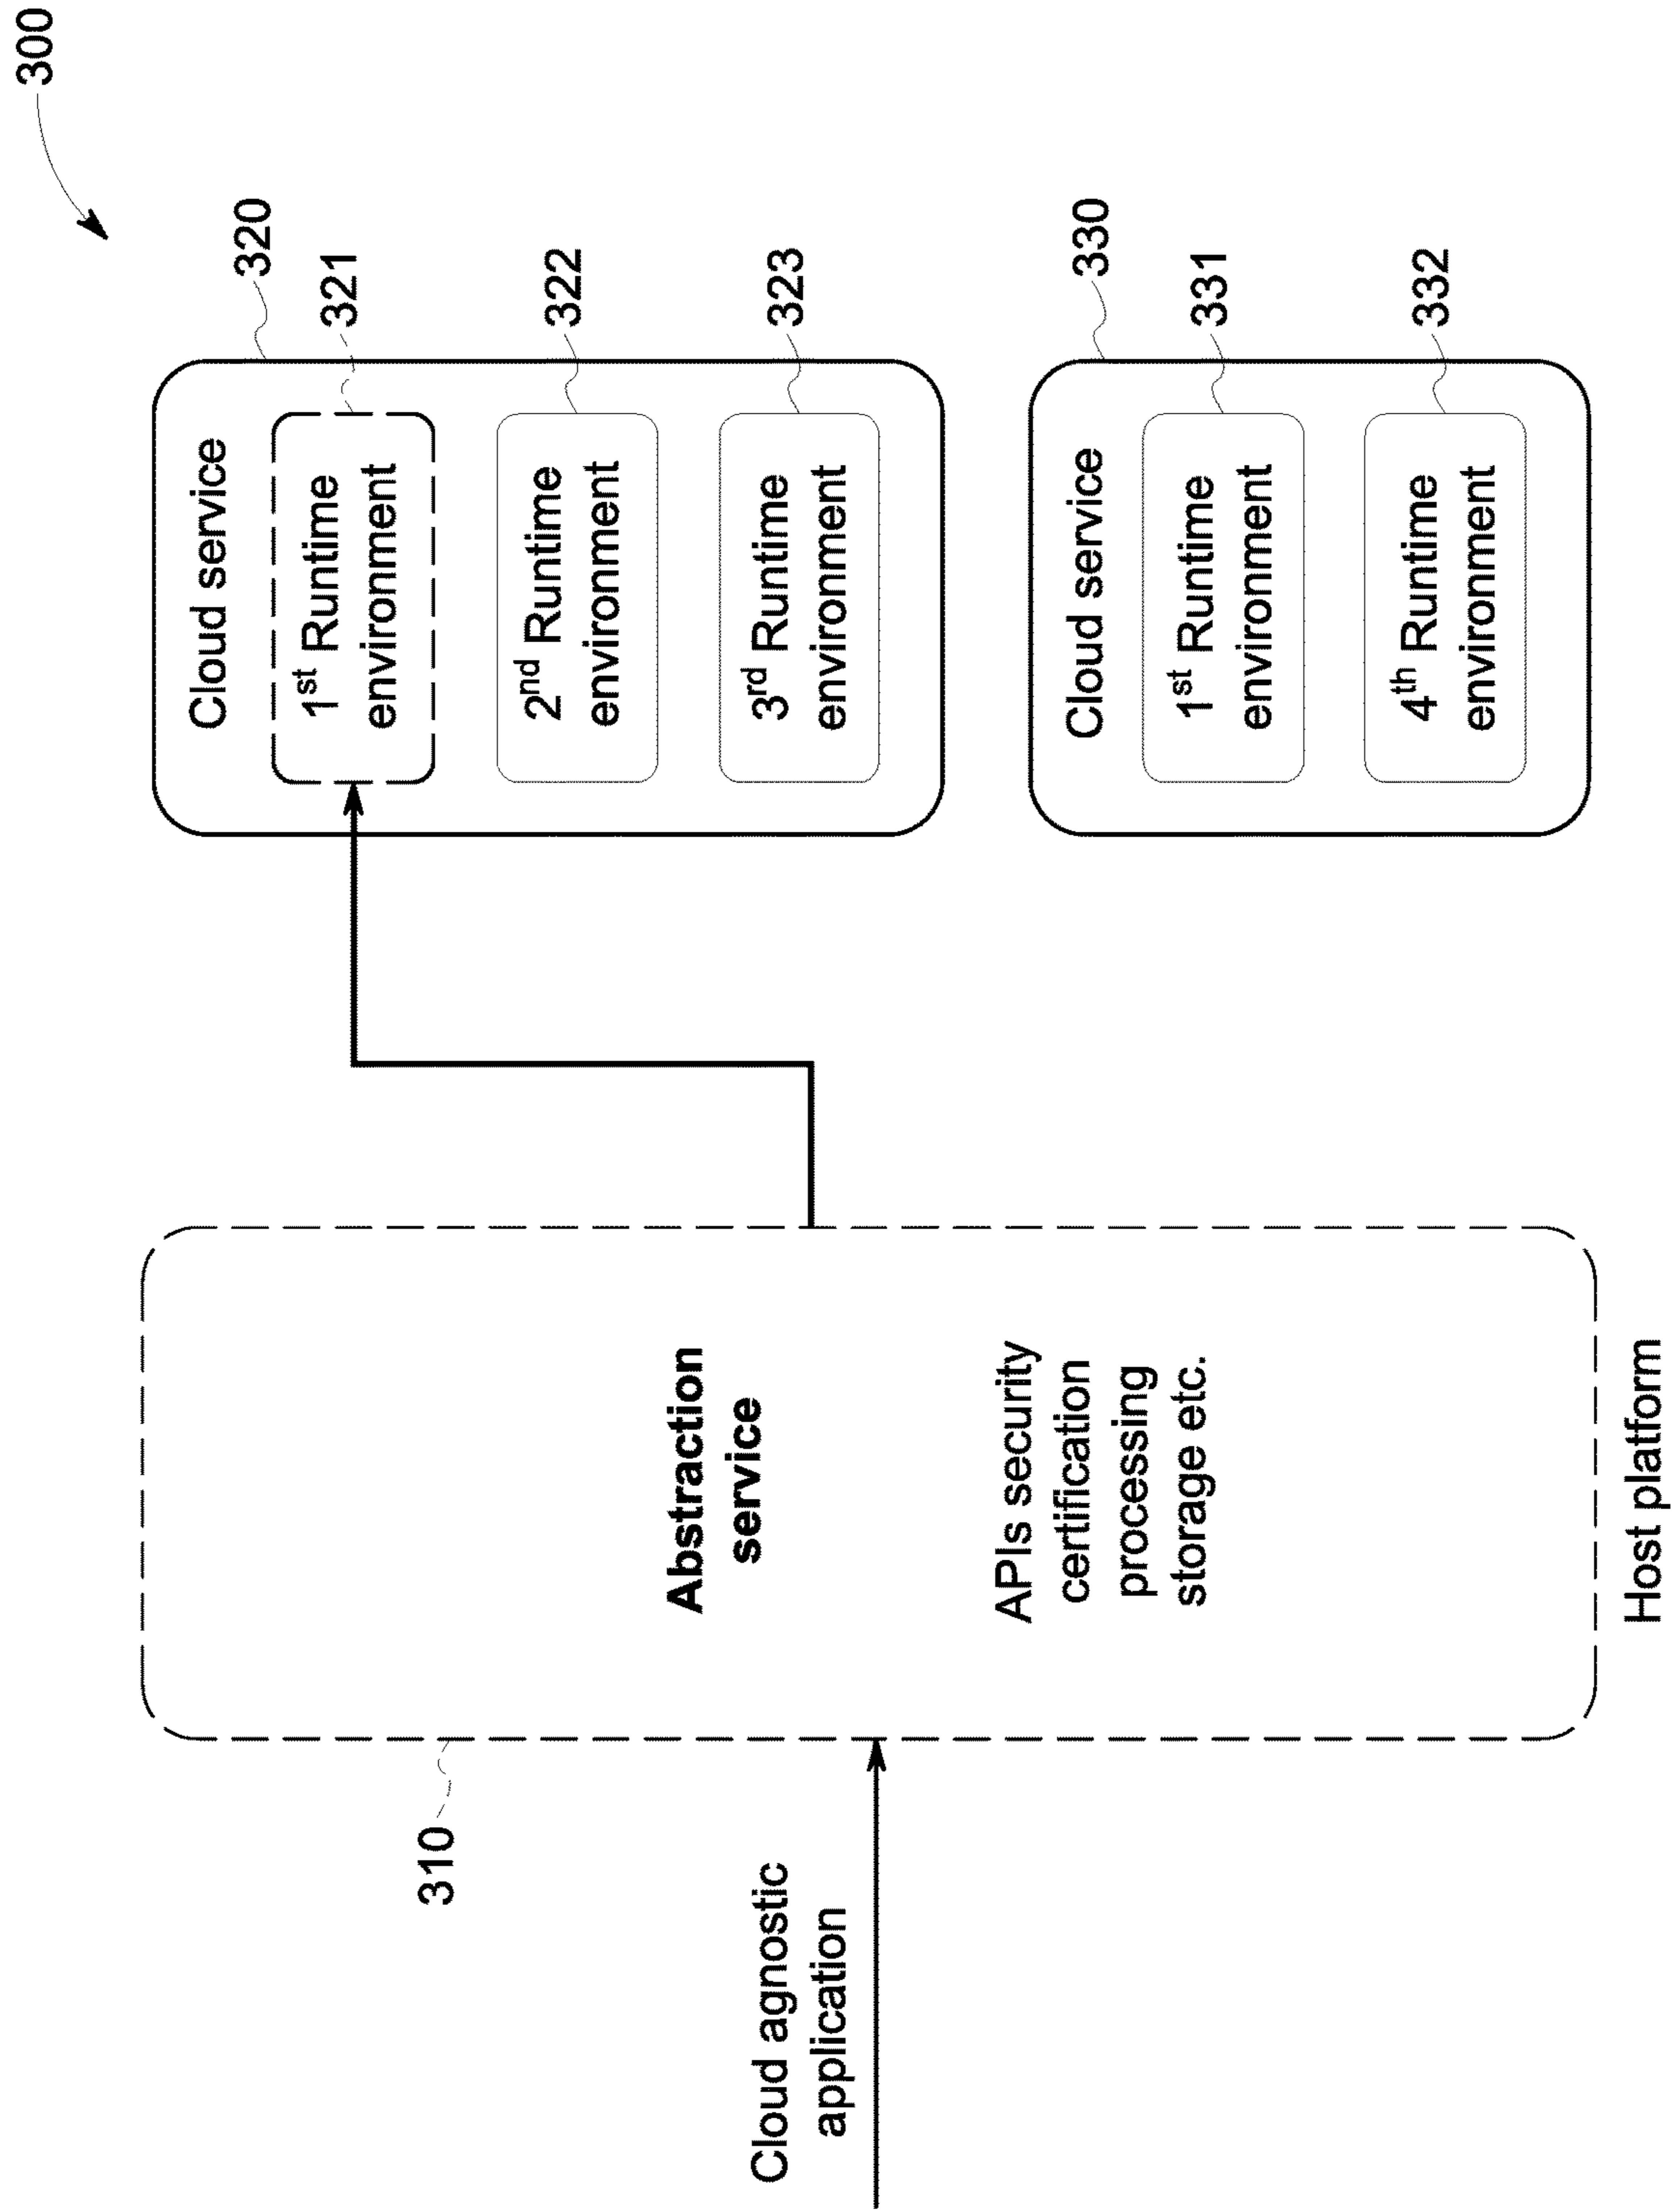 300
320
Cloud service
321
1st Runtime
environment
322
2nd Runtime
environment
323
3rd Runtime
environment
330
Cloud service
331
1st Runtime
environment
332
4th Runtime
environment
310
Abstraction
service
APIs security
certification
processing
storage etc.
Host platform
Cloud agnostic
application